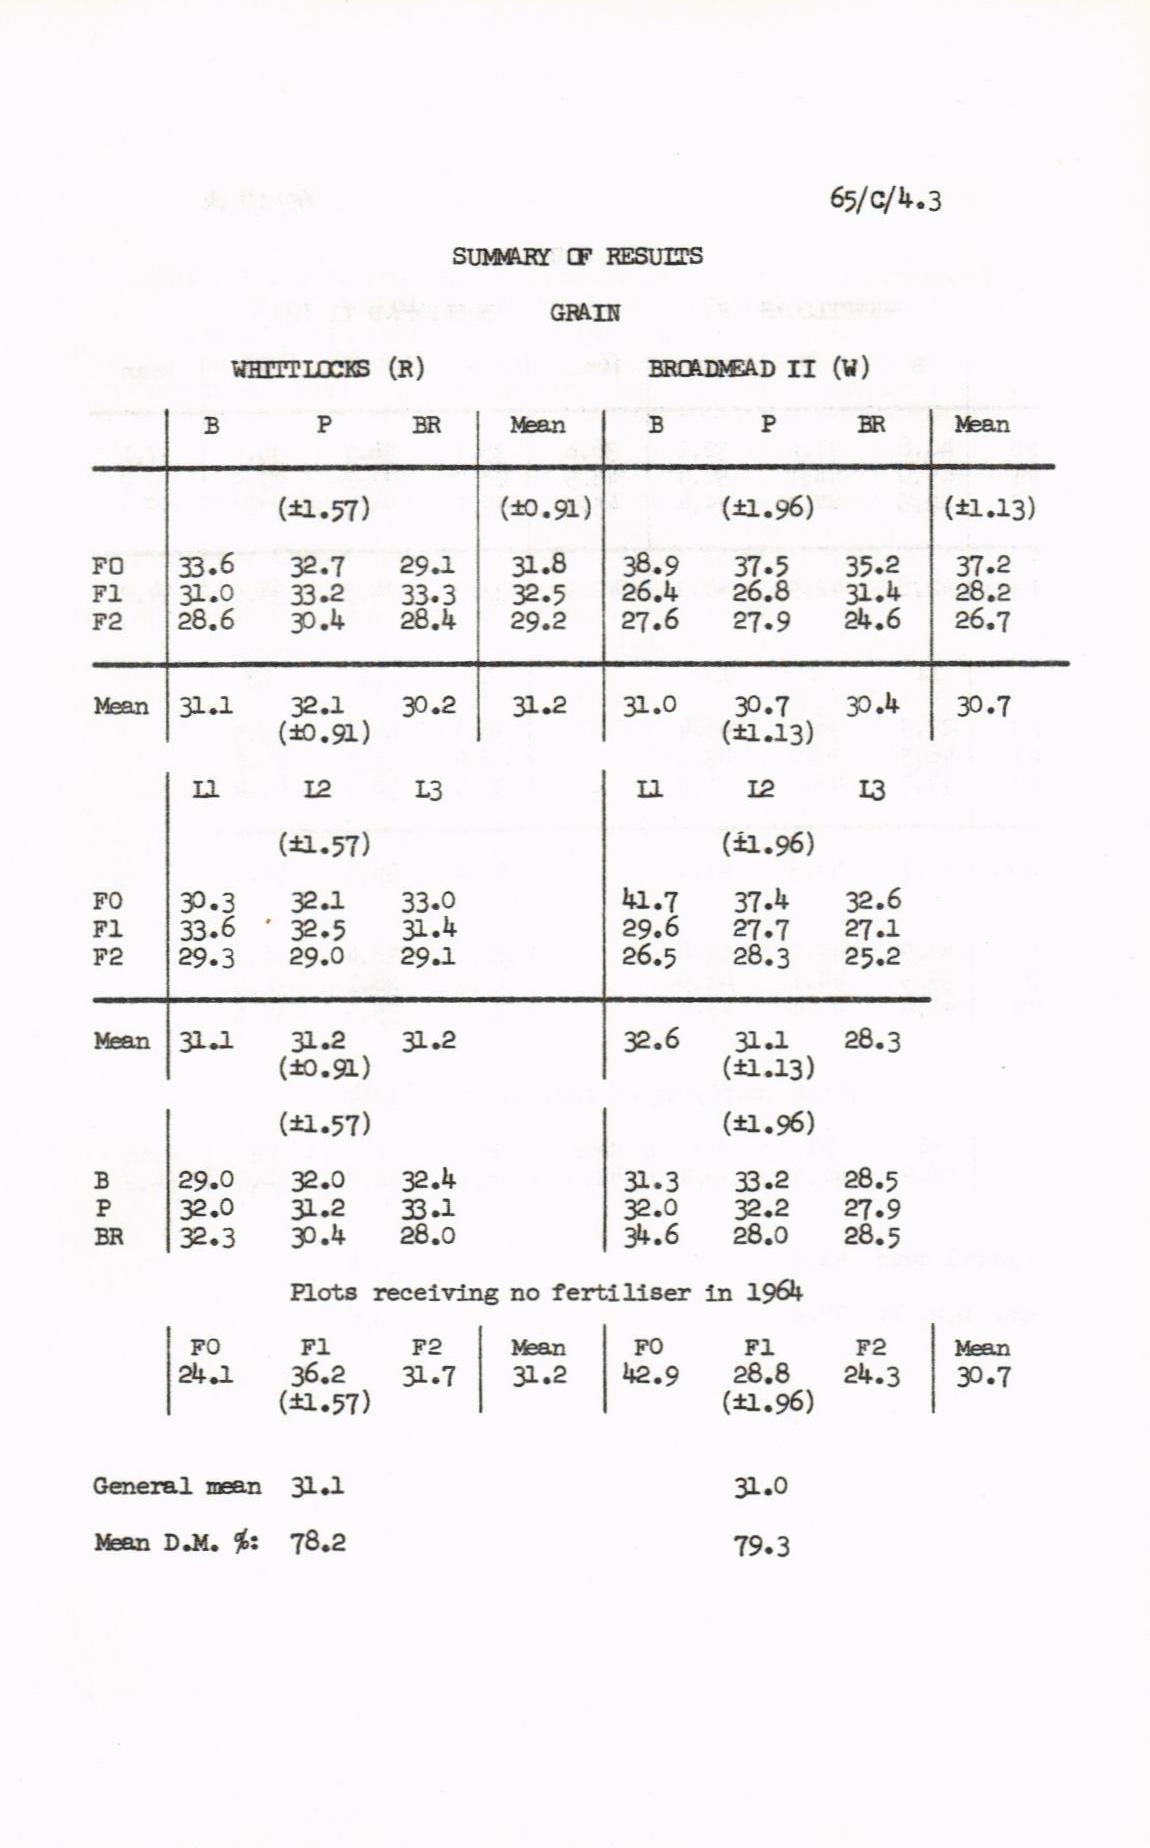 65/C/4.3
SUMMARY OF RESULTS
GRAIN
WHITTLOCKS (R) BROADMEAD II (W)
B P BR Mean B P BR Mean
(±1.57) (±0.91) (±1.96) (±1.13)
F0 33.6 32.7 29.1 31.8 38.9 37.5 35.2 37.2
F1 31.0 33.2 33.3 32.5 26.4 26.8 31.4 28.2
F2 28.6 30.4 28.4 29.2 27.6 27.9 24.6 26.7
Mean 31.1 32.1 30.2 31.2 31.0 30.7 30.4 30.7
(±0.91) (±1.13)
L1 L2 L3 L1 L2 L3
(±1.57) (±1.96)
F0 30.3 32.1 33.0 41.7 37.4 32.6
F1 33.6 32.5 31.4 29.6 27.7 27.1
F2 29.3 29.0 29.1 26.5 28.3 25.2
Mean 31.1 31.2 31.2 32.6 31.1 28.3
(±0.91) (±1.13)
(±1.57) (±1.96)
B 29.0 32.0 32.4 31.3 33.2 28.5
P 32.0 31.2 33.1 32.0 32.2 27.9
BR 32.3 30.4 28.0 34.6 28.0 28.5
Plots receiving no fertiliser in 1964
F0 F1 F2 Mean F0 F1 F2 Mean
24.1 36.2 31.7 31.2 42.9 28.8 24.3 30.7
(±1.57) (±1.96)
General mean 31.1 31.0
Mean D.M. %: 78.2 79.3